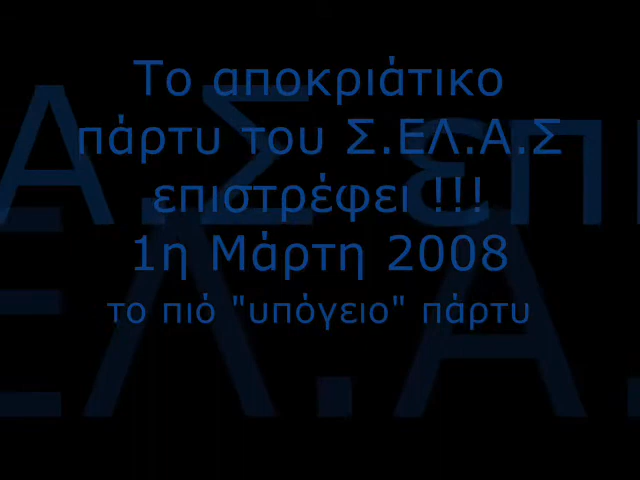 Το αποκριάτικο
πάρτυ του Σ.ΕΛ.Α.Σ
επιστρέφει !!!
1η Μάρτη 2008
το πιό "υπόγειο" πάρτυ